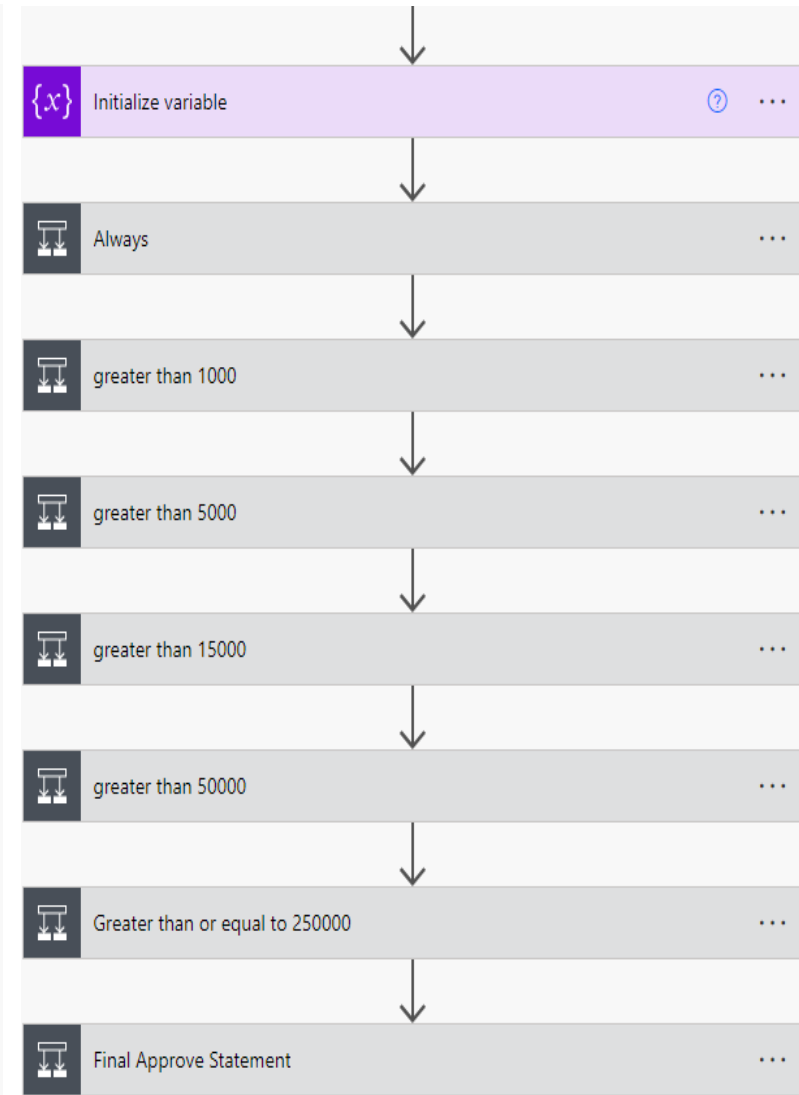 {x} Initialize variable ? ...
Always ...
greater than 1000 ...
greater than 5000 ...
greater than 15000 ...
greater than 50000 ...
Greater than or equal to 250000 ...
Final Approve Statement ...